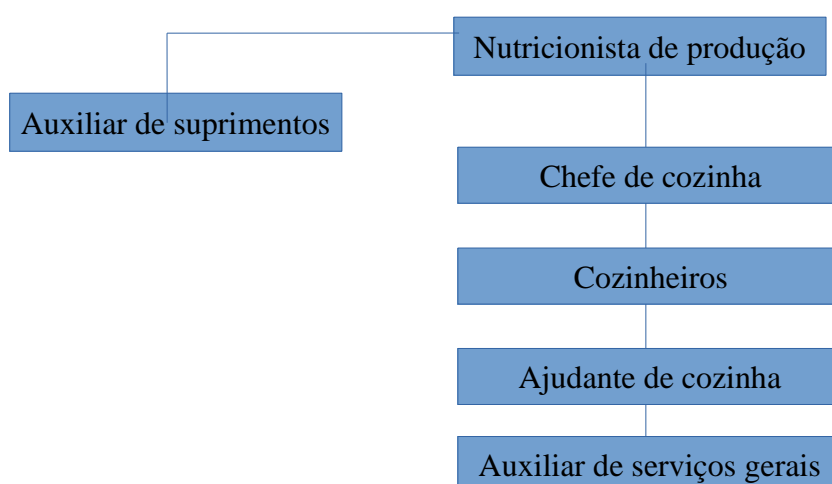 Nutricionista de produção
Auxiliar de suprimentos
Chefe de cozinha
Cozinheiros
Ajudante de cozinha
Auxiliar de serviços gerais